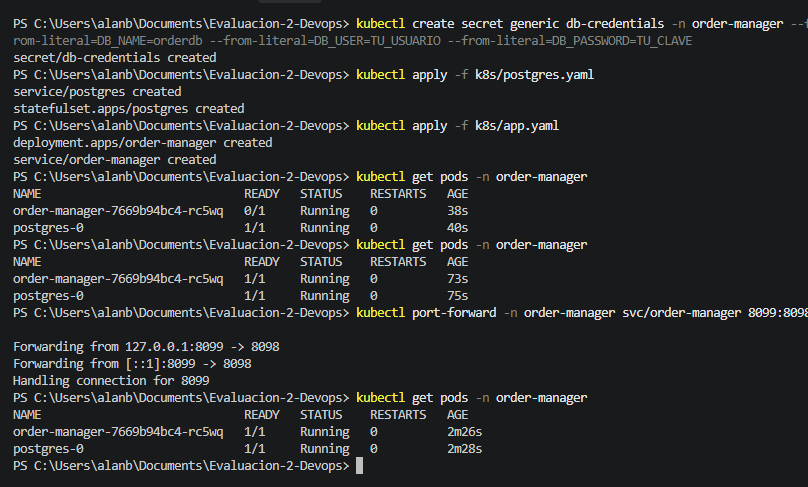 PS C:\Users\alanb\Documents\Evaluacion-2-Devops> kubectl create secret generic db-credentials -n order-manager --f
rom-literal=DB_NAME=orderdb --from-literal=DB_USER=TU_USUARIO --from-literal=DB_PASSWORD=TU_CLAVE
secret/db-credentials created
PS C:\Users\alanb\Documents\Evaluacion-2-Devops> kubectl apply -f k8s/postgres.yaml
service/postgres created
statefulset.apps/postgres created
PS C:\Users\alanb\Documents\Evaluacion-2-Devops> kubectl apply -f k8s/app.yaml
deployment.apps/order-manager created
service/order-manager created
PS C:\Users\alanb\Documents\Evaluacion-2-Devops> kubectl get pods -n order-manager
NAME READY STATUS RESTARTS AGE
order-manager-7669b94bc4-rc5wq 0/1 Running 0 38s
postgres-0 1/1 Running 0 40s
PS C:\Users\alanb\Documents\Evaluacion-2-Devops> kubectl get pods -n order-manager
NAME READY STATUS RESTARTS AGE
order-manager-7669b94bc4-rc5wq 1/1 Running 0 73s
postgres-0 1/1 Running 0 75s
PS C:\Users\alanb\Documents\Evaluacion-2-Devops> kubectl port-forward -n order-manager svc/order-manager 8099:8098
Forwarding from 127.0.0.1:8099 -> 8098
Forwarding from [::1]:8099 -> 8098
Handling connection for 8099
PS C:\Users\alanb\Documents\Evaluacion-2-Devops> kubectl get pods -n order-manager
NAME READY STATUS RESTARTS AGE
order-manager-7669b94bc4-rc5wq 1/1 Running 0 2m26s
postgres-0 1/1 Running 0 2m28s
PS C:\Users\alanb\Documents\Evaluacion-2-Devops>